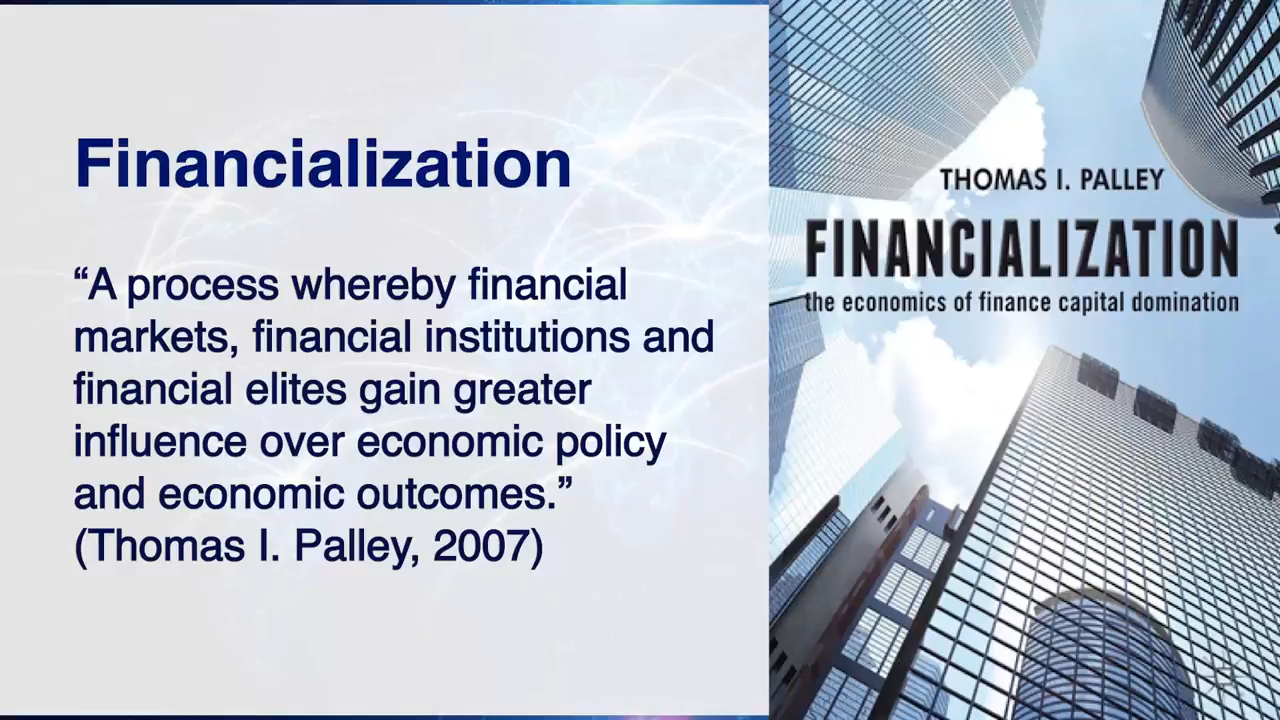 Financialization
“A process whereby financial
markets, financial institutions and
financial elites gain greater
influence over economic policy
and economic outcomes.”
(Thomas I. Palley, 2007)
THOMAS I. PALLEY
FINANCIALIZATION
the economics of finance capital domination